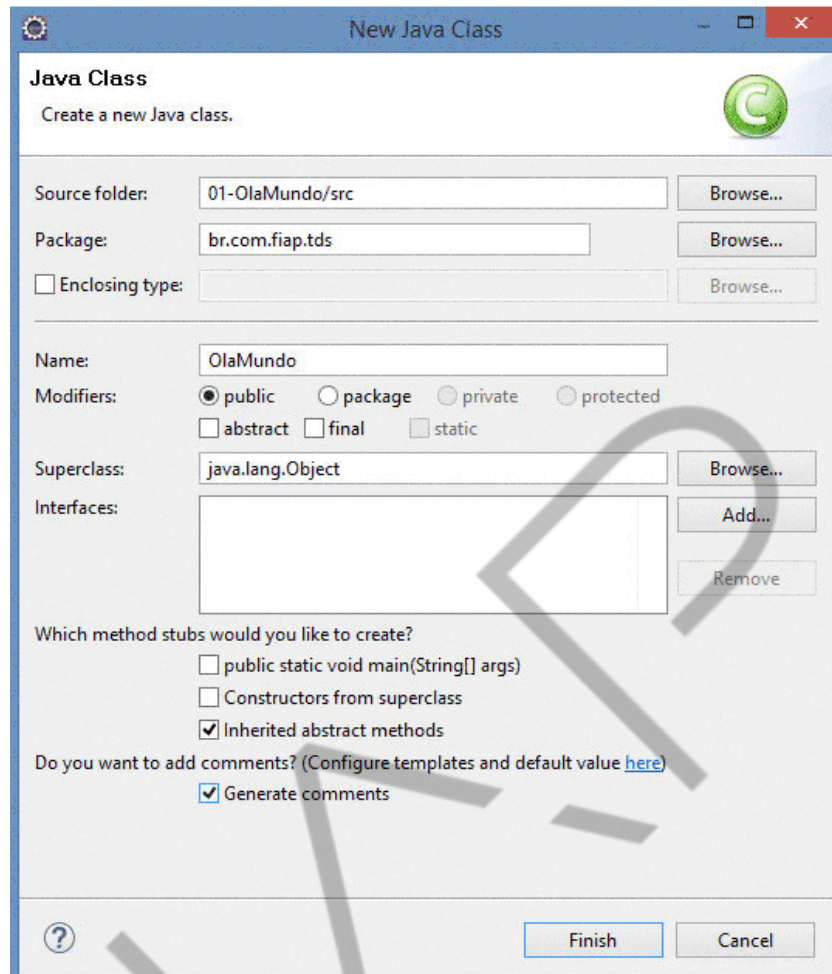 New Java Class
Java Class
Create a new Java class.
C
Source folder: 01-OlaMundo/src Browse...
Package: br.com.fiap.tds Browse...
Enclosing type: Browse...
Name: OlaMundo
Modifiers: public package private protected
abstract final static
Superclass: java.lang.Object Browse...
Interfaces: Add...
Remove
Which method stubs would you like to create?
public static void main(String[] args)
Constructors from superclass
Inherited abstract methods
Do you want to add comments? (Configure templates and default value here)
Generate comments
? Finish Cancel